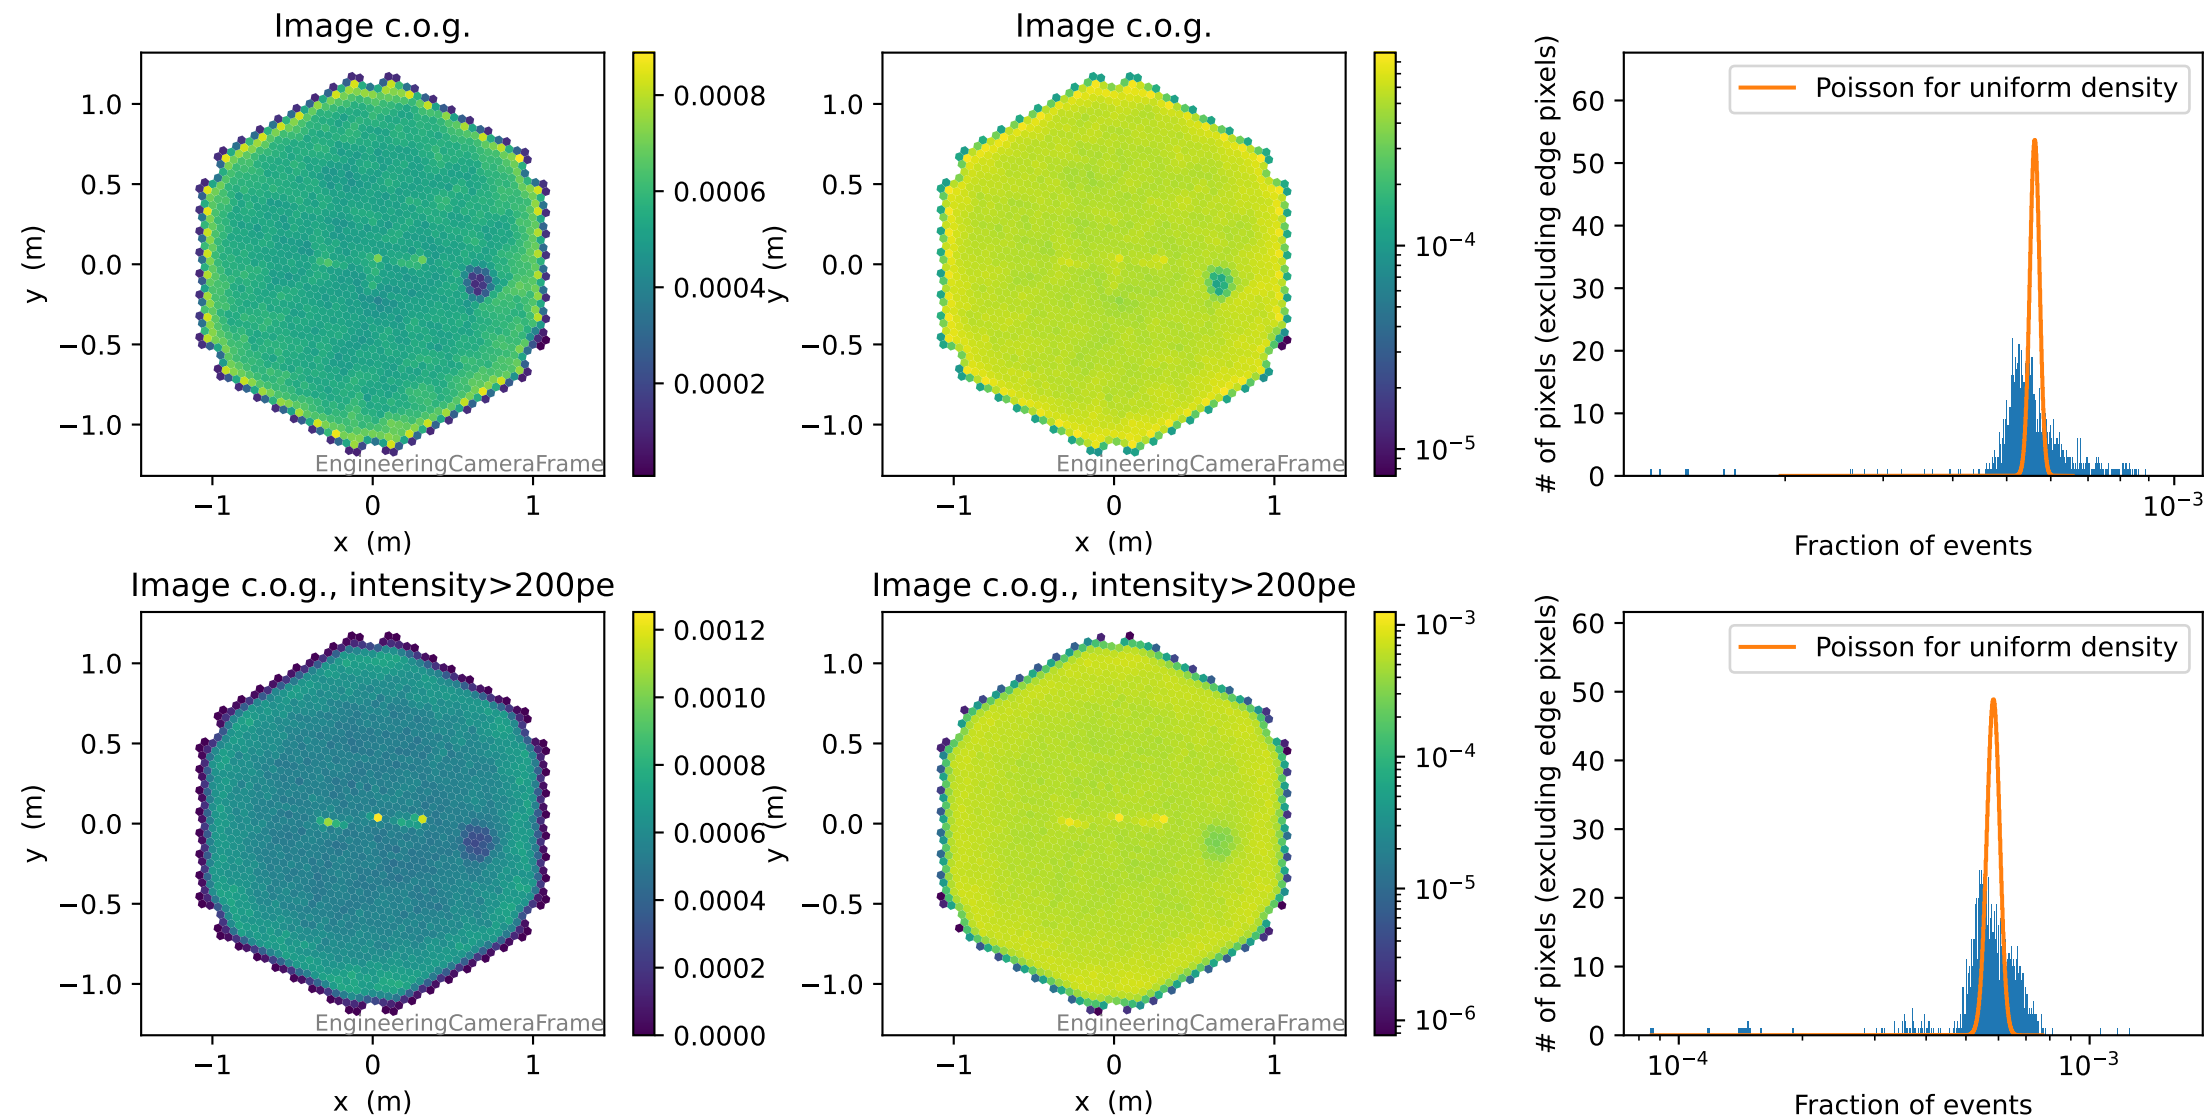 Image c.o.g.
1.0
0.5
0.0
−0.5
−1.0
y (m)
−1 0 1
x (m)
EngineeringCameraFrame
0.0008
0.0006
0.0004
0.0002
Image c.o.g.
y (m)
1.0
0.5
0.0
−0.5
−1.0
−1 0 1
x (m)
EngineeringCameraFrame
10⁻⁴
10⁻⁵
# of pixels (excluding edge pixels)
60
50
40
30
20
10
0
Poisson for uniform density
10⁻³
Fraction of events
Image c.o.g., intensity>200pe
1.0
0.5
0.0
−0.5
−1.0
y (m)
−1 0 1
x (m)
EngineeringCameraFrame
0.0012
0.0010
0.0008
0.0006
0.0004
0.0002
0.0000
Image c.o.g., intensity>200pe
y (m)
1.0
0.5
0.0
−0.5
−1.0
−1 0 1
x (m)
EngineeringCameraFrame
10⁻³
10⁻⁴
10⁻⁵
10⁻⁶
# of pixels (excluding edge pixels)
60
50
40
30
20
10
0
Poisson for uniform density
10⁻⁴ 10⁻³
Fraction of events